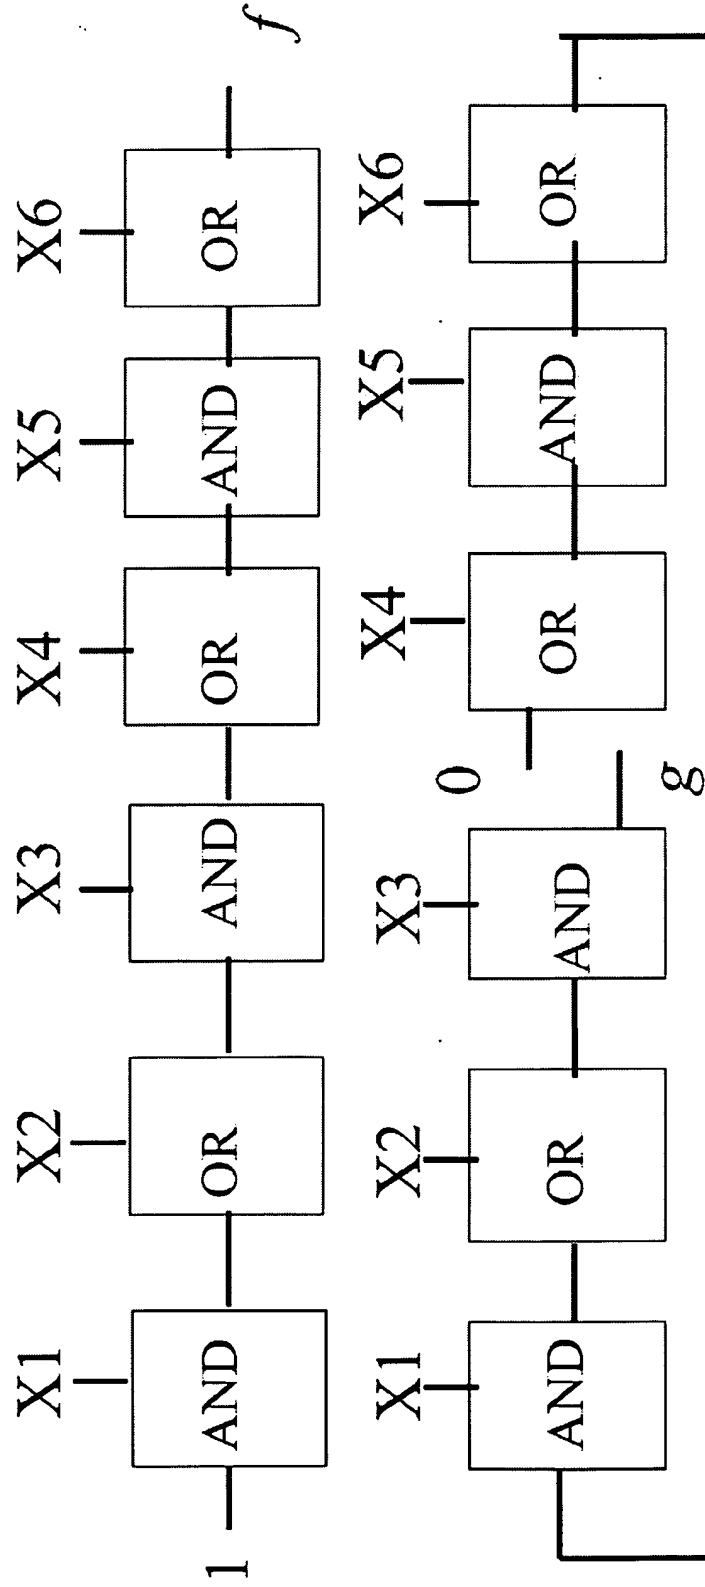 X1 X2 X3 X4 X5 X6
1 AND OR AND OR AND OR
f
X1 X2 X3 X4 X5 X6
0
AND OR AND OR AND OR
g